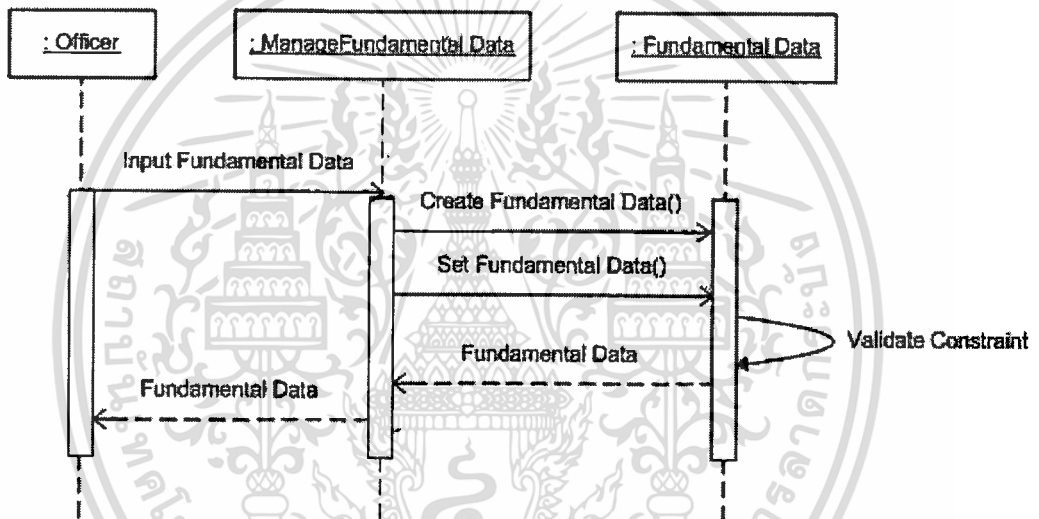 : Officer
: ManageFundamental Data
: Fundamental Data
Input Fundamental Data
Create Fundamental Data()
Set Fundamental Data()
Validate Constraint
Fundamental Data
Fundamental Data